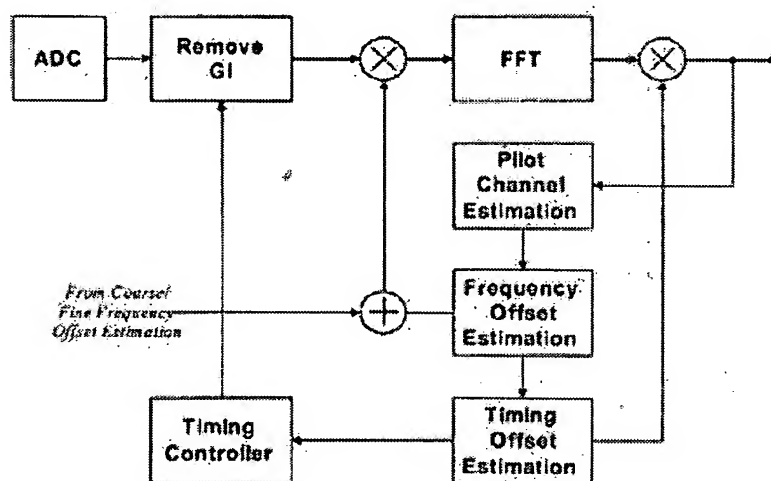 ADC
Remove
GI
FFT
Pilot
Channel
Estimation
From Coarse/
Fine Frequency
Offset Estimation
Frequency
Offset
Estimation
Timing
Controller
Timing
Offset
Estimation